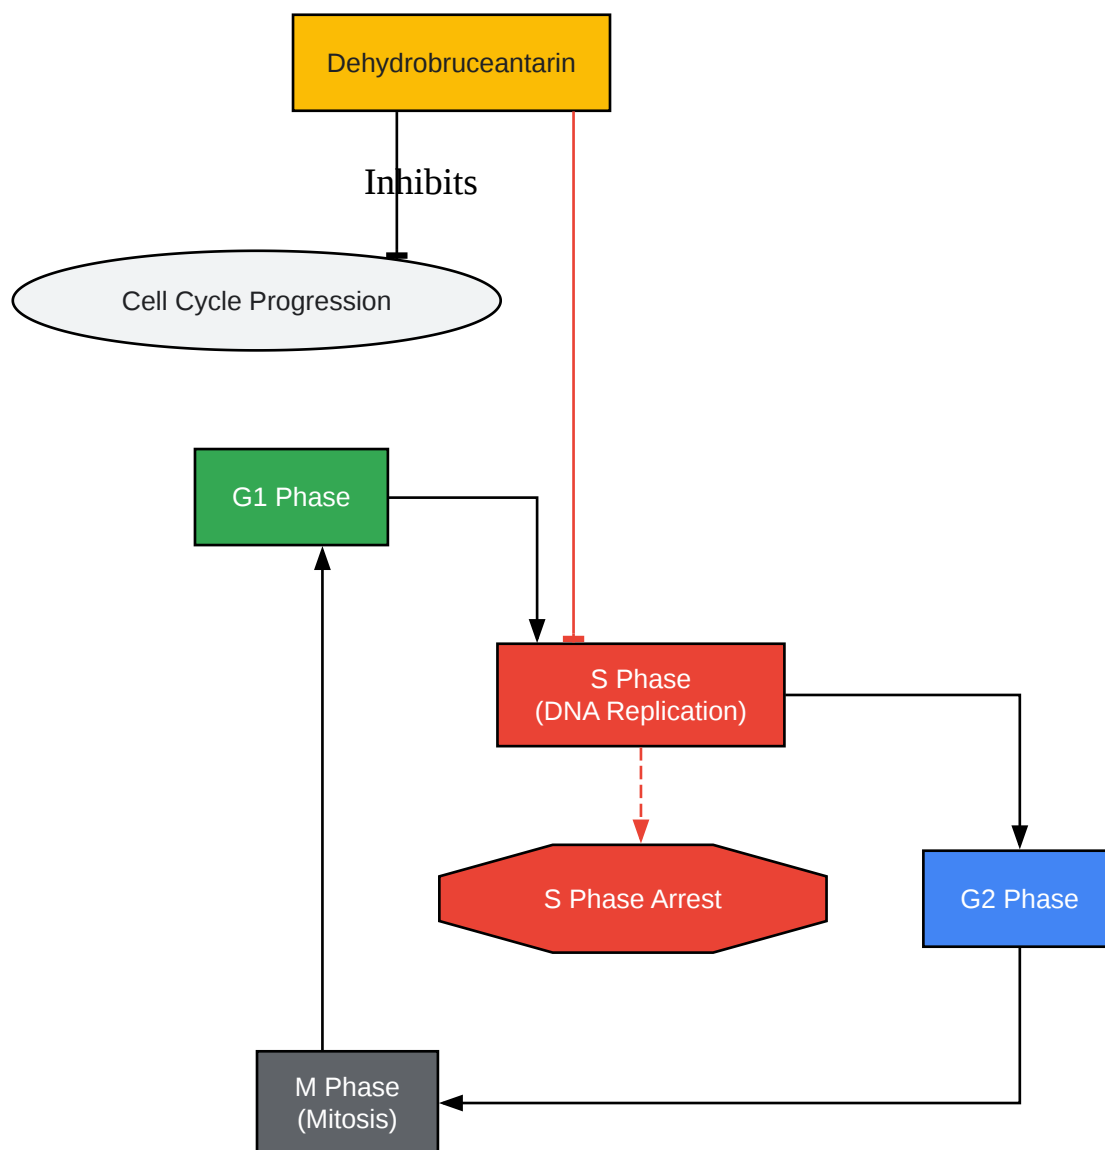 Dehydrobruceantarin
Inhibits
Cell Cycle Progression
G1 Phase
S Phase
(DNA Replication)
S Phase Arrest
G2 Phase
M Phase
(Mitosis)